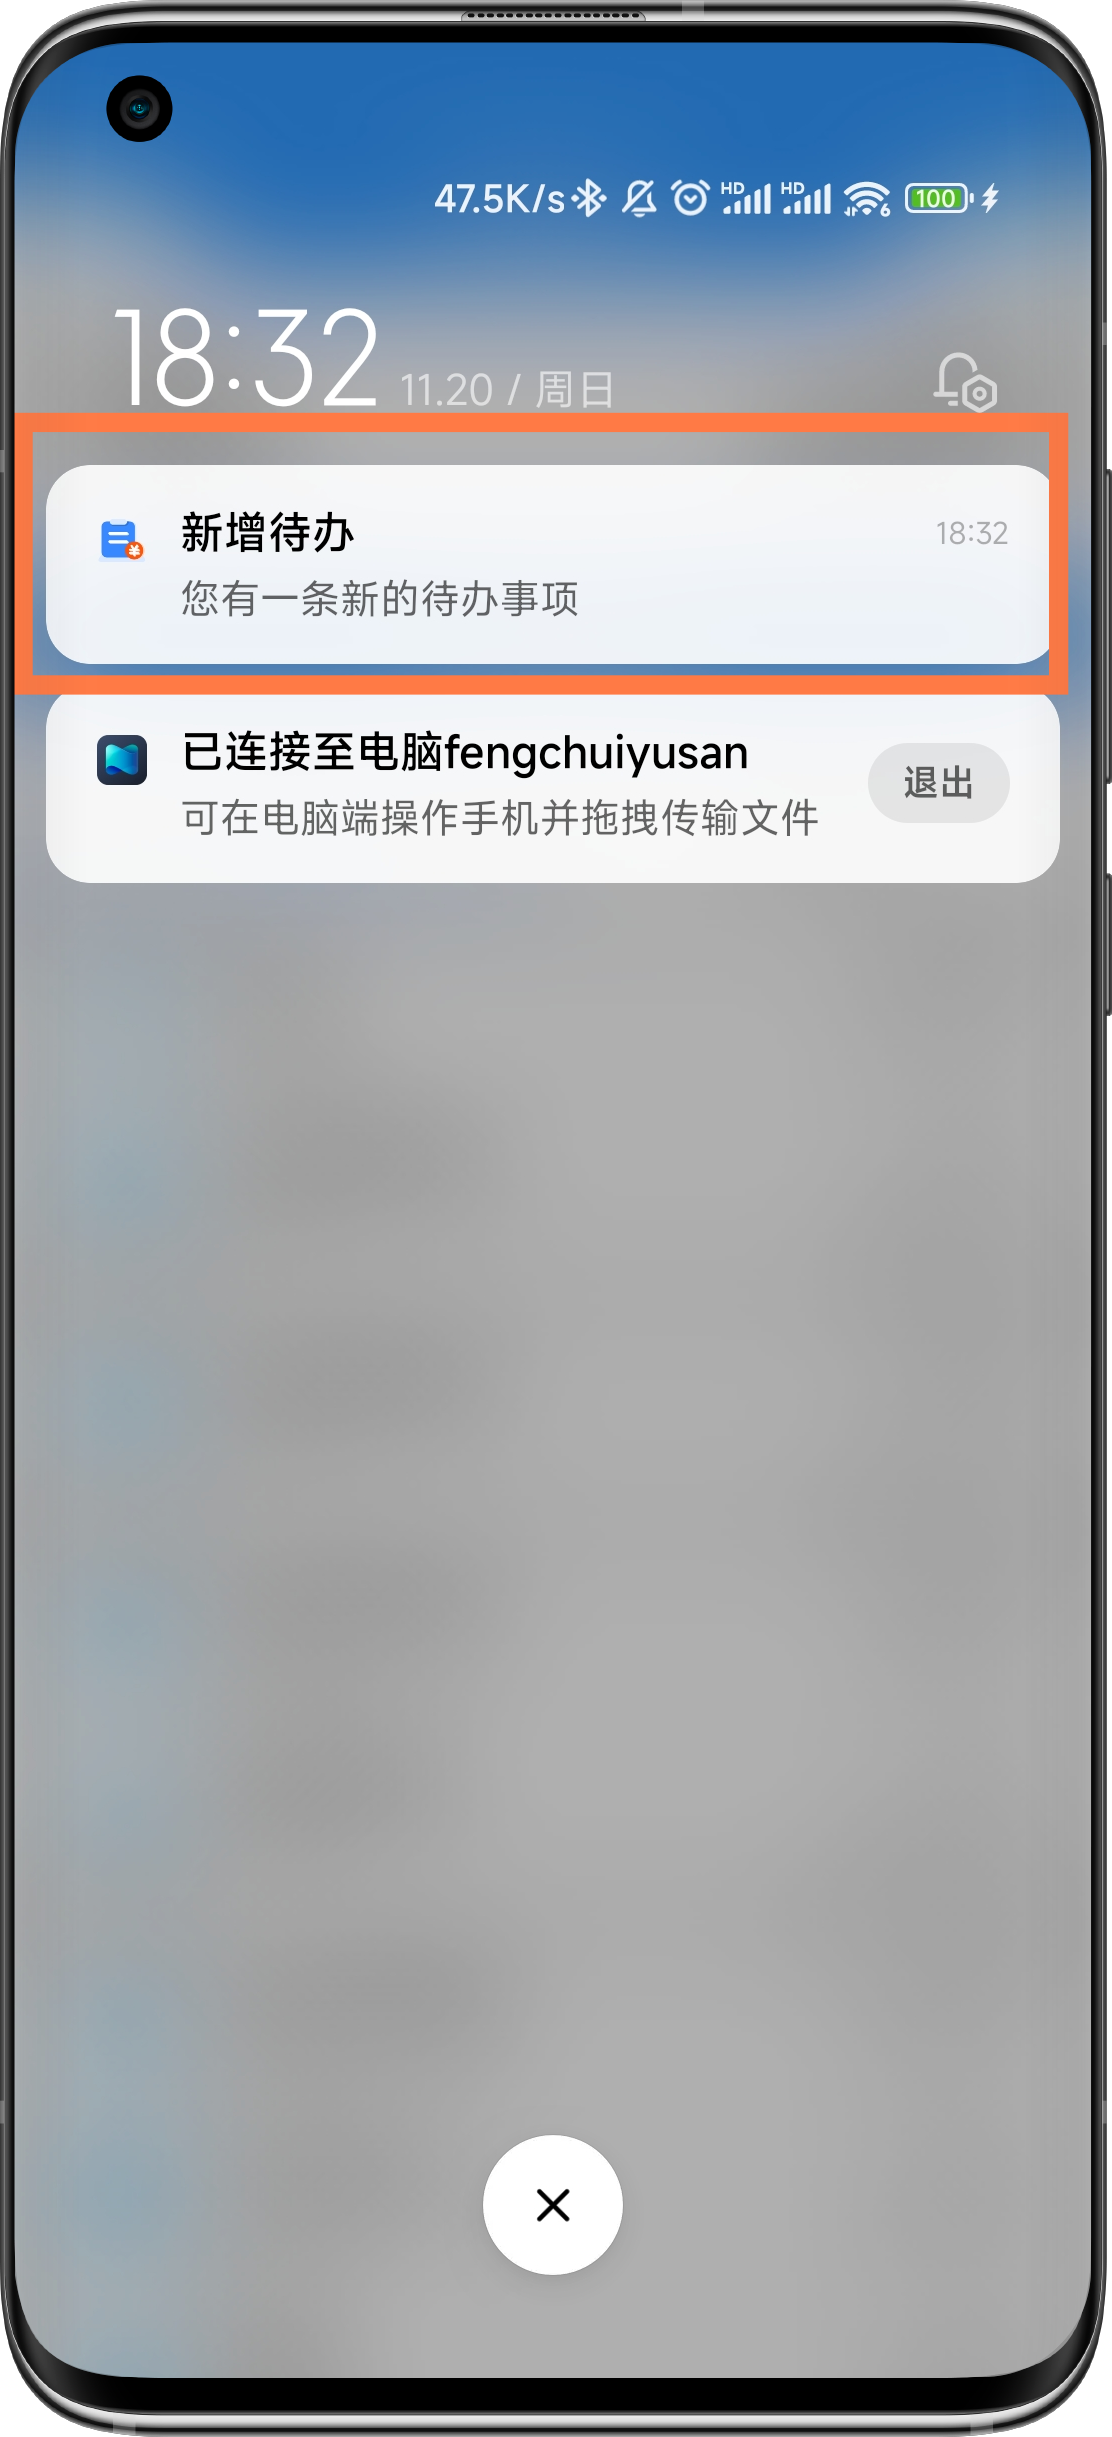 47.5K/s HD HD 6 100
18:32 11.20 / 周日
新增待办 18:32
您有一条新的待办事项
已连接至电脑fengchuiyusan
可在电脑端操作手机并拖拽传输文件
退出